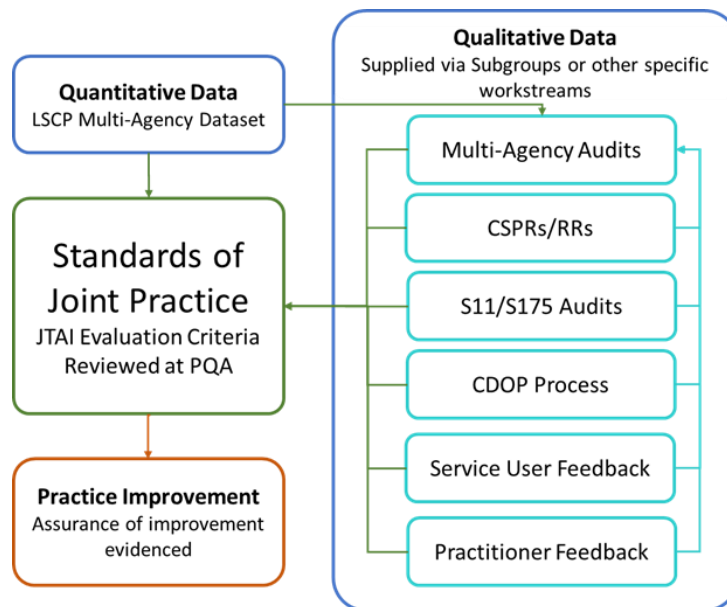 Quantitative Data
LSCP Multi-Agency Dataset
Standards of
Joint Practice
JTAI Evaluation Criteria
Reviewed at PQA
Practice Improvement
Assurance of improvement
evidenced
Qualitative Data
Supplied via Subgroups or other specific
workstreams
Multi-Agency Audits
CSPRs/RRs
S11/S175 Audits
CDOP Process
Service User Feedback
Practitioner Feedback